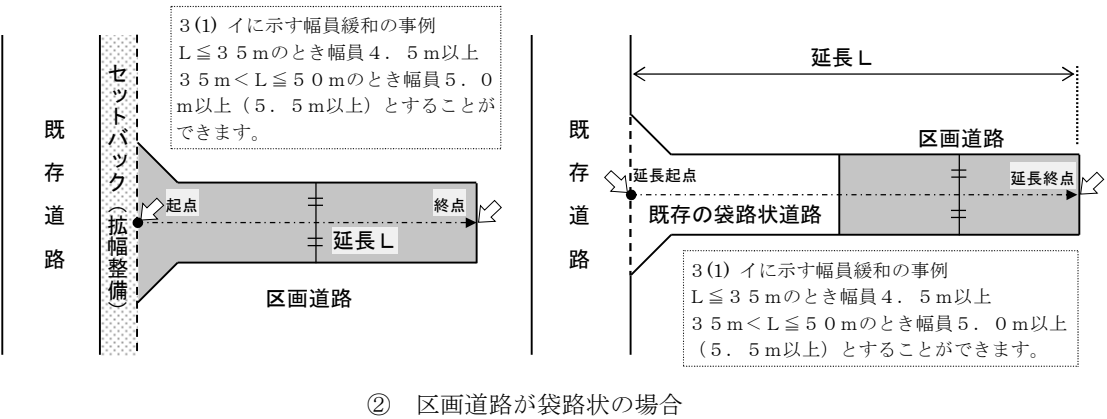 3(1) イに示す幅員緩和の事例
L≦35mのとき幅員4．5m以上
35m＜L≦50mのとき幅員5．0
m以上（5．5m以上）とすることが
できます。
既存道路
セットバック（拡幅整備）
起点
終点
延長L
区画道路
延長L
既存道路
区画道路
延長起点
延長終点
既存の袋路状道路
3(1) イに示す幅員緩和の事例
L≦35mのとき幅員4．5m以上
35m＜L≦50mのとき幅員5．0m以上
（5．5m以上）とすることができます。
②　区画道路が袋路状の場合